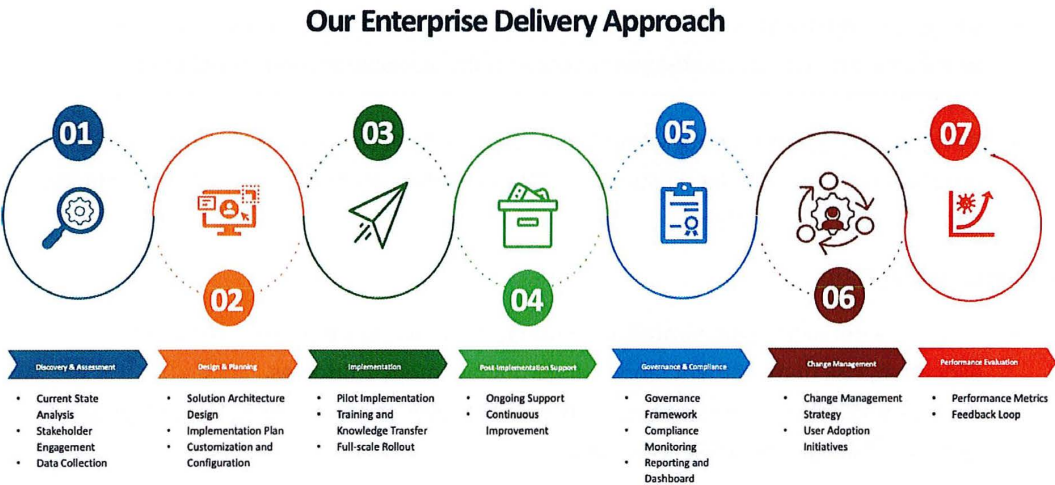 Our Enterprise Delivery Approach
01
03
05
07
02
04
06
Discovery & Assessment
Design & Planning
Implementation
Post-Implementation Support
Governance & Compliance
Change Management
Performance Evaluation
• Current State
Analysis
• Stakeholder
Engagement
• Data Collection
• Solution Architecture
Design
• Implementation Plan
• Customization and
Configuration
• Pilot Implementation
• Training and
Knowledge Transfer
• Full-scale Rollout
• Ongoing Support
• Continuous
Improvement
• Governance
Framework
• Compliance
Monitoring
• Reporting and
Dashboard
• Change Management
Strategy
• User Adoption
Initiatives
• Performance Metrics
• Feedback Loop